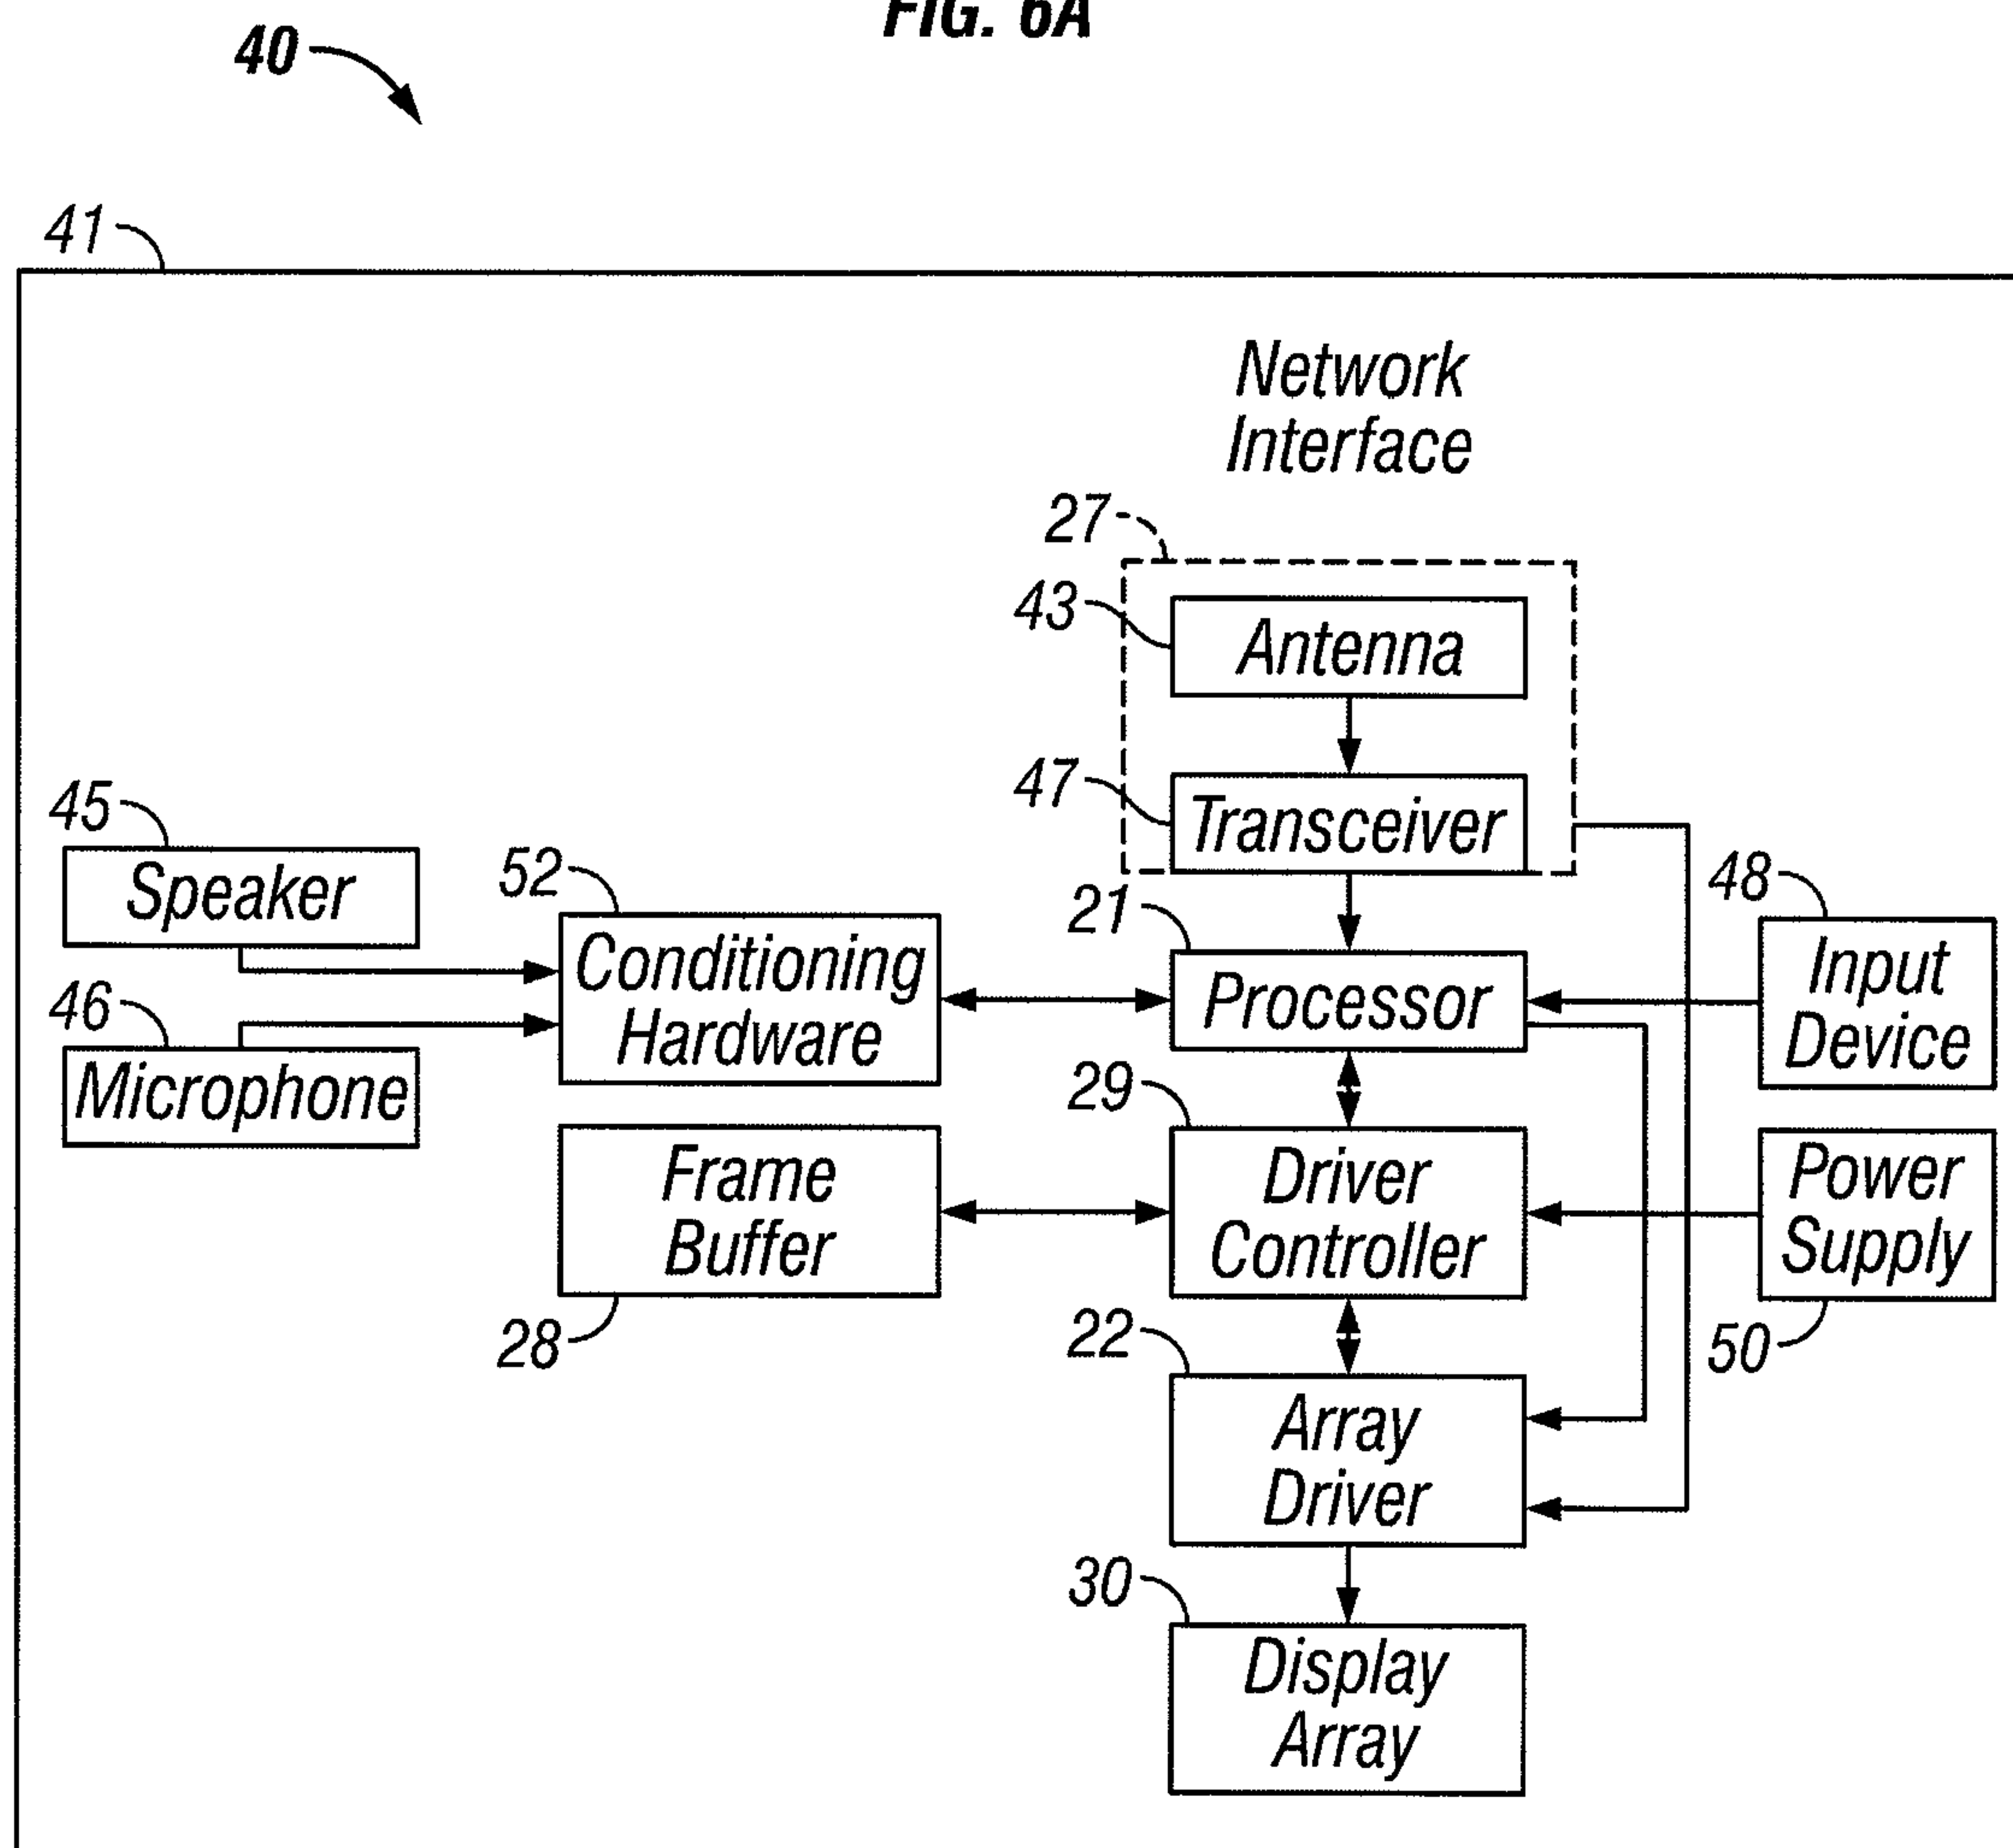 FIG. 6A
40
41
Network
Interface
27
43
Antenna
47
Transceiver
45
Speaker
52
Conditioning
Hardware
21
Processor
48
Input
Device
46
Microphone
29
Driver
Controller
Frame
Buffer
28
Power
Supply
50
22
Array
Driver
30
Display
Array